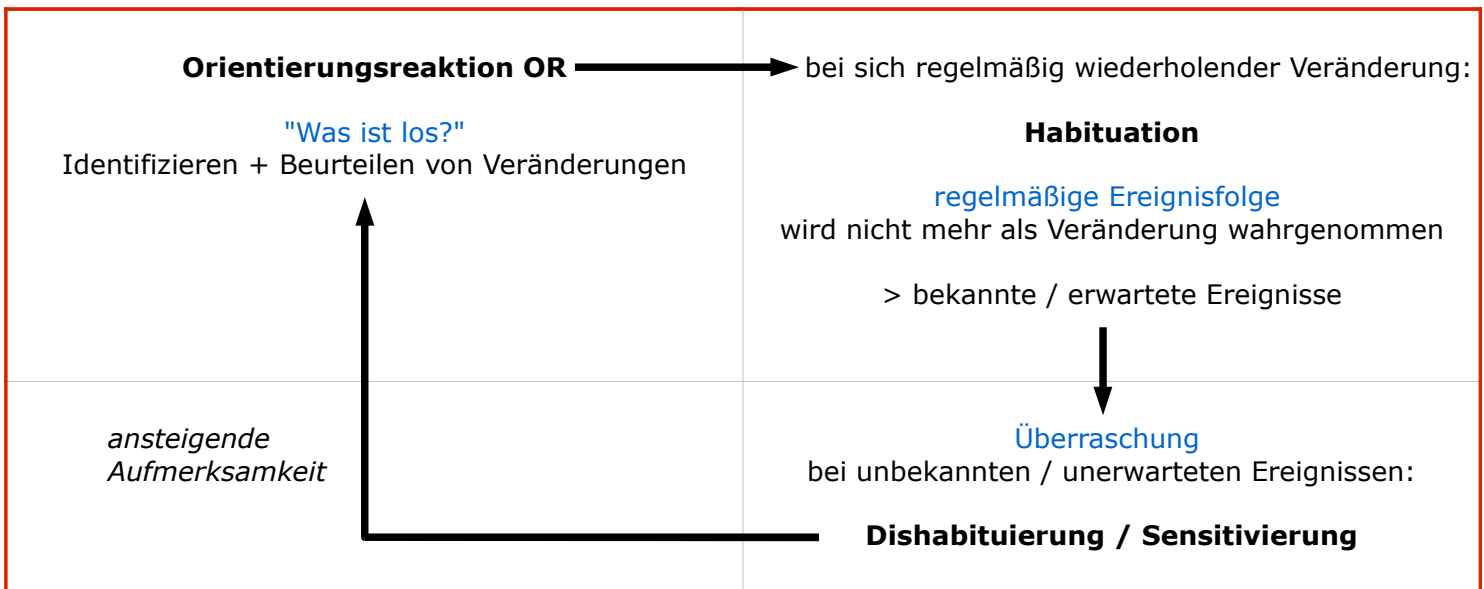 Orientierungsreaktion OR
"Was ist los?"
Identifizieren + Beurteilen von Veränderungen
bei sich regelmäßig wiederholender Veränderung:
Habituation
regelmäßige Ereignisfolge
wird nicht mehr als Veränderung wahrgenommen
> bekannte / erwartete Ereignisse
ansteigende
Aufmerksamkeit
Überraschung
bei unbekannten / unerwarteten Ereignissen:
Dishabituierung / Sensitivierung